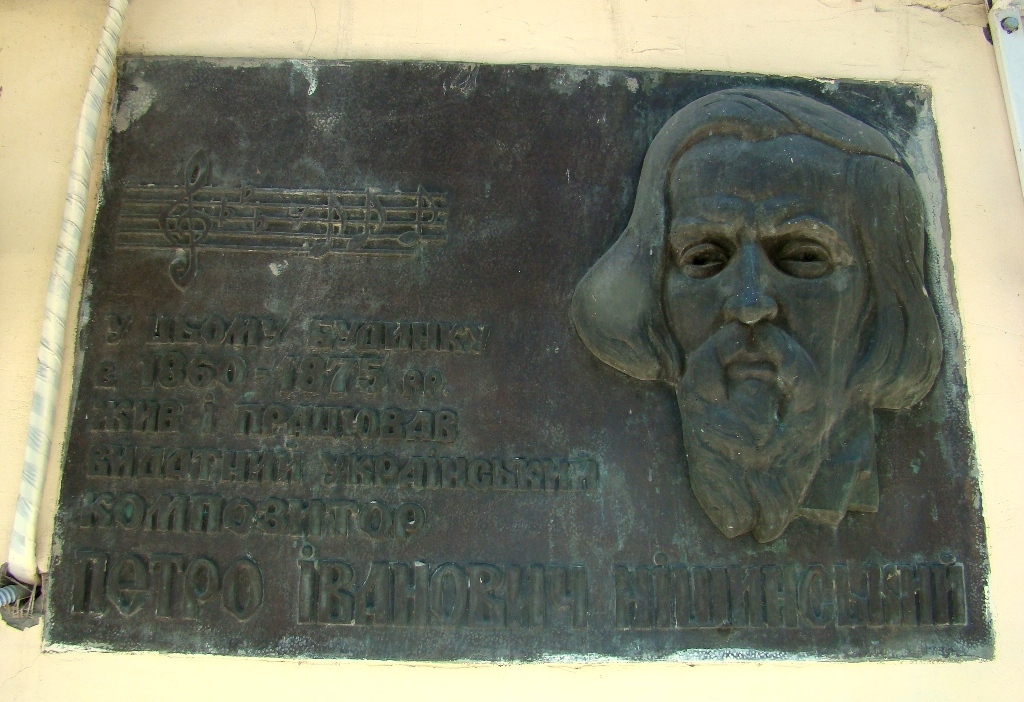 У ЦЬОМУ БУДИНКУ
в 1860-1875 рр.
ЖИВ І ПРАЦЮВАВ
ВИДАТНИЙ УКРАЇНСЬКИЙ
КОМПОЗИТОР
ПЕТРО ІВАНОВИЧ НІЩИНСЬКИЙ